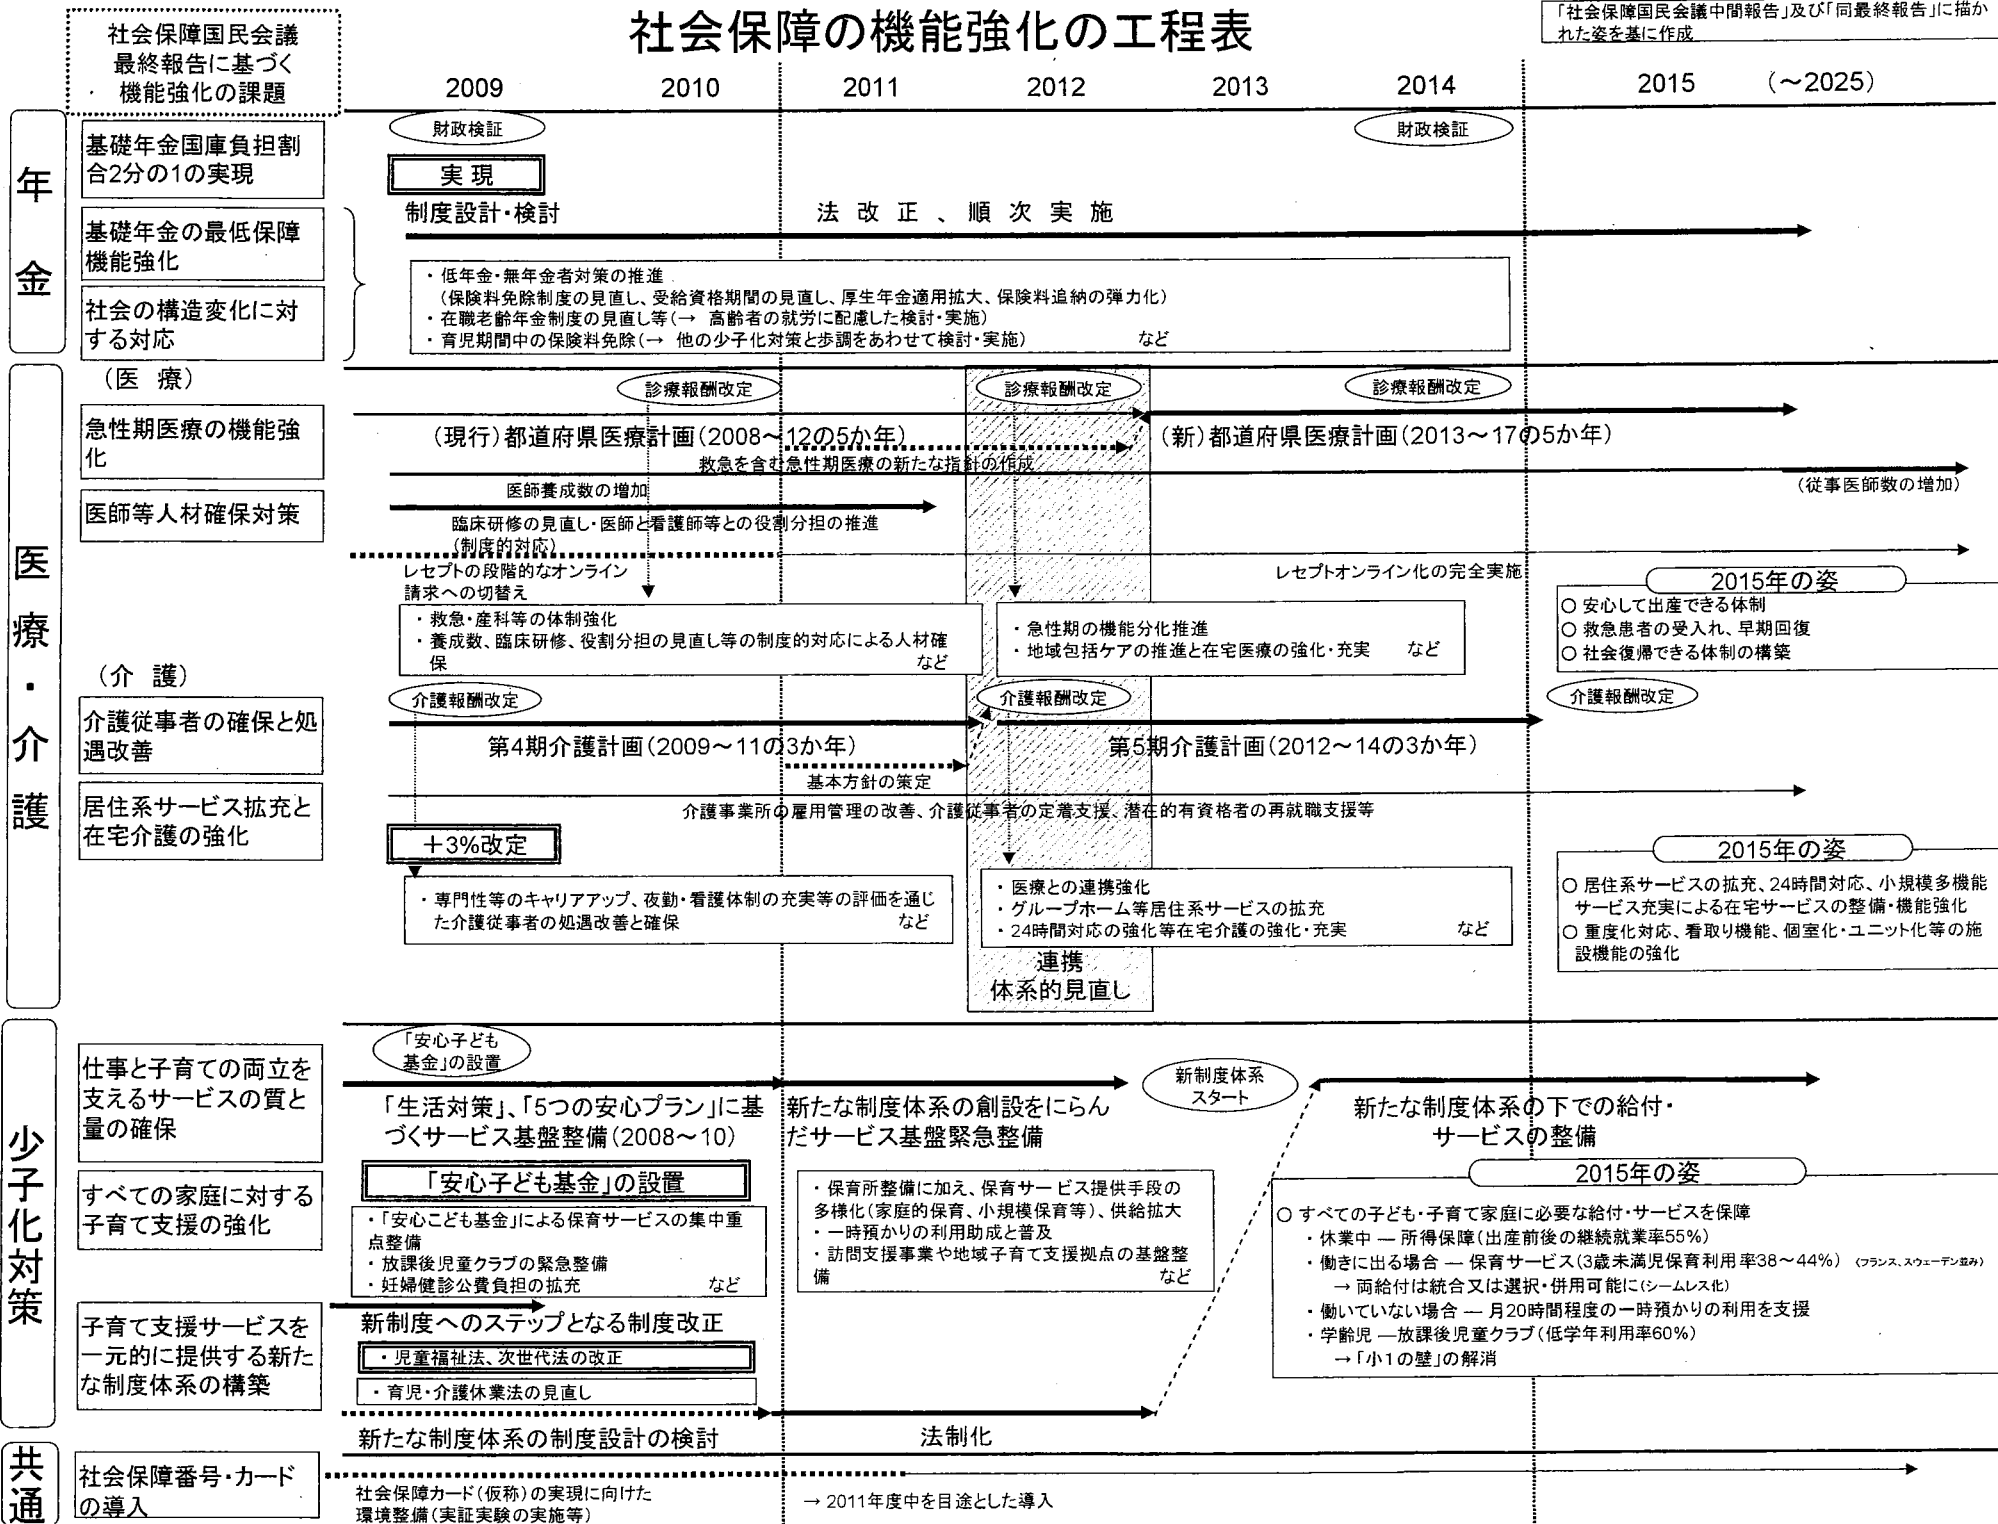 社会保障の機能強化の工程表
「社会保障国民会議中間報告」及び「同最終報告」に描か
れた姿を基に作成
社会保障国民会議
最終報告に基づく
機能強化の課題
2009
2010
2011
2012
2013
2014
2015
(～2025)
年金
基礎年金国庫負担割
合2分の1の実現
基礎年金の最低保障
機能強化
社会の構造変化に対
する対応
財政検証
財政検証
実現
制度設計・検討
法改正、順次実施
・低年金・無年金者対策の推進
(保険料免除制度の見直し、受給資格期間の見直し、厚生年金適用拡大、保険料追納の弾力化)
・在職老齢年金制度の見直し等(→ 高齢者の就労に配慮した検討・実施)
・育児期間中の保険料免除(→ 他の少子化対策と歩調をあわせて検討・実施) など
医療・介護
(医 療)
急性期医療の機能強
化
医師等人材確保対策
診療報酬改定
診療報酬改定
診療報酬改定
(現行)都道府県医療計画(2008～12の5か年)
(新)都道府県医療計画(2013～17の5か年)
救急を含む急性期医療の新たな指針の作成
医師養成数の増加
(従事医師数の増加)
臨床研修の見直し・医師と看護師等との役割分担の推進
(制度的対応)
レセプトの段階的なオンライン
請求への切替え
レセプトオンライン化の完全実施
・救急・産科等の体制強化
・養成数、臨床研修、役割分担の見直し等の制度的対応による人材確
保 など
・急性期の機能分化推進
・地域包括ケアの推進と在宅医療の強化・充実 など
2015年の姿
○ 安心して出産できる体制
○ 救急患者の受入れ、早期回復
○ 社会復帰できる体制の構築
(介 護)
介護従事者の確保と処
遇改善
居住系サービス拡充と
在宅介護の強化
介護報酬改定
介護報酬改定
介護報酬改定
第4期介護計画(2009～11の3か年)
第5期介護計画(2012～14の3か年)
基本方針の策定
介護事業所の雇用管理の改善、介護従事者の定着支援、潜在的有資格者の再就職支援等
＋3%改定
・専門性等のキャリアアップ、夜勤・看護体制の充実等の評価を通じ
た介護従事者の処遇改善と確保 など
・医療との連携強化
・グループホーム等居住系サービスの拡充
・24時間対応の強化等在宅介護の強化・充実 など
連携
体系的見直し
2015年の姿
○ 居住系サービスの拡充、24時間対応、小規模多機能
サービス充実による在宅サービスの整備・機能強化
○ 重度化対応、看取り機能、個室化・ユニット化等の施
設機能の強化
少子化対策
仕事と子育ての両立を
支えるサービスの質と
量の確保
すべての家庭に対する
子育て支援の強化
子育て支援サービスを
一元的に提供する新た
な制度体系の構築
「安心子ども
基金」の設置
新制度体系
スタート
「生活対策」、「5つの安心プラン」に基
づくサービス基盤整備(2008～10)
新たな制度体系の創設をにらん
だサービス基盤緊急整備
新たな制度体系の下での給付・
サービスの整備
「安心子ども基金」の設置
・「安心こども基金」による保育サービスの集中重
点整備
・放課後児童クラブの緊急整備
・妊婦健診公費負担の拡充 など
・保育所整備に加え、保育サービス提供手段の
多様化(家庭的保育、小規模保育等)、供給拡大
・一時預かりの利用助成と普及
・訪問支援事業や地域子育て支援拠点の基盤整
備 など
2015年の姿
○ すべての子ども・子育て家庭に必要な給付・サービスを保障
・休業中 ― 所得保障(出産前後の継続就業率55%)
・働きに出る場合 ― 保育サービス(3歳未満児保育利用率38～44%) (フランス、スウェーデン並み)
→ 両給付は統合又は選択・併用可能に(シームレス化)
・働いていない場合 ― 月20時間程度の一時預かりの利用を支援
・学齢児 ―放課後児童クラブ(低学年利用率60%)
→「小1の壁」の解消
新制度へのステップとなる制度改正
・児童福祉法、次世代法の改正
・育児・介護休業法の見直し
新たな制度体系の制度設計の検討
法制化
共通
社会保障番号・カード
の導入
社会保障カード(仮称)の実現に向けた
環境整備(実証実験の実施等)
→ 2011年度中を目途とした導入